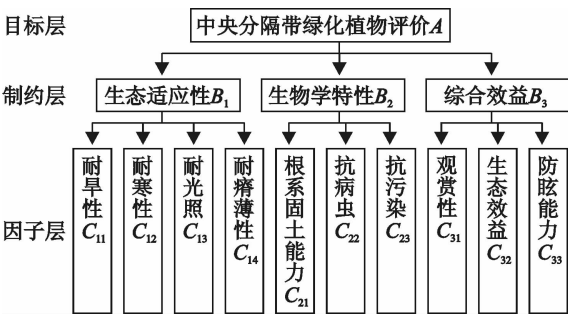 目标层
中央分隔带绿化植物评价A
制约层
生态适应性B₁
生物学特性B₂
综合效益B₃
因子层
耐旱性C₁₁
耐寒性C₁₂
耐光照C₁₃
耐瘠薄性C₁₄
根系固土能力C₂₁
抗病虫C₂₂
抗污染C₂₃
观赏性C₃₁
生态效益C₃₂
防眩能力C₃₃